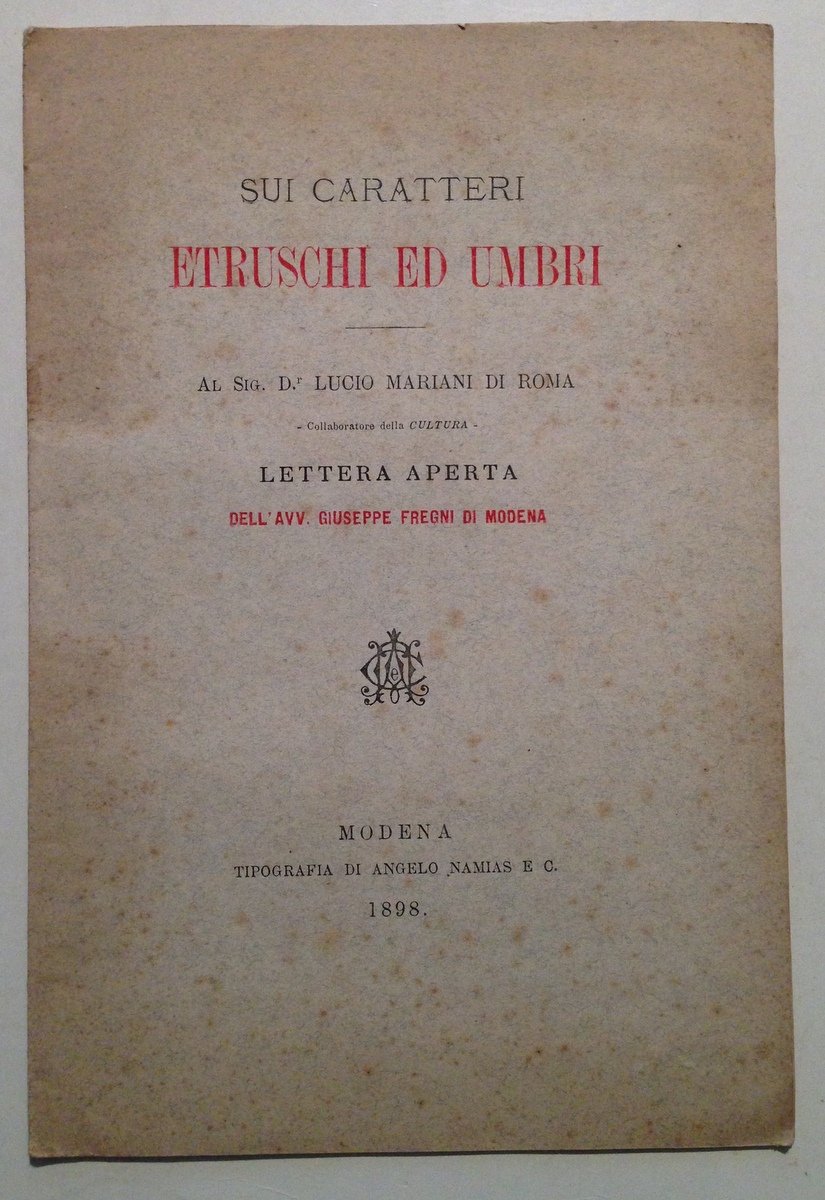 SUI CARATTERI
ETRUSCHI ED UMBRI
AL SIG. D.r LUCIO MARIANI DI ROMA
- Collaboratore della CULTURA -
LETTERA APERTA
DELL'AVV. GIUSEPPE FREGNI DI MODENA
MODENA
TIPOGRAFIA DI ANGELO NAMIAS E C.
1898.